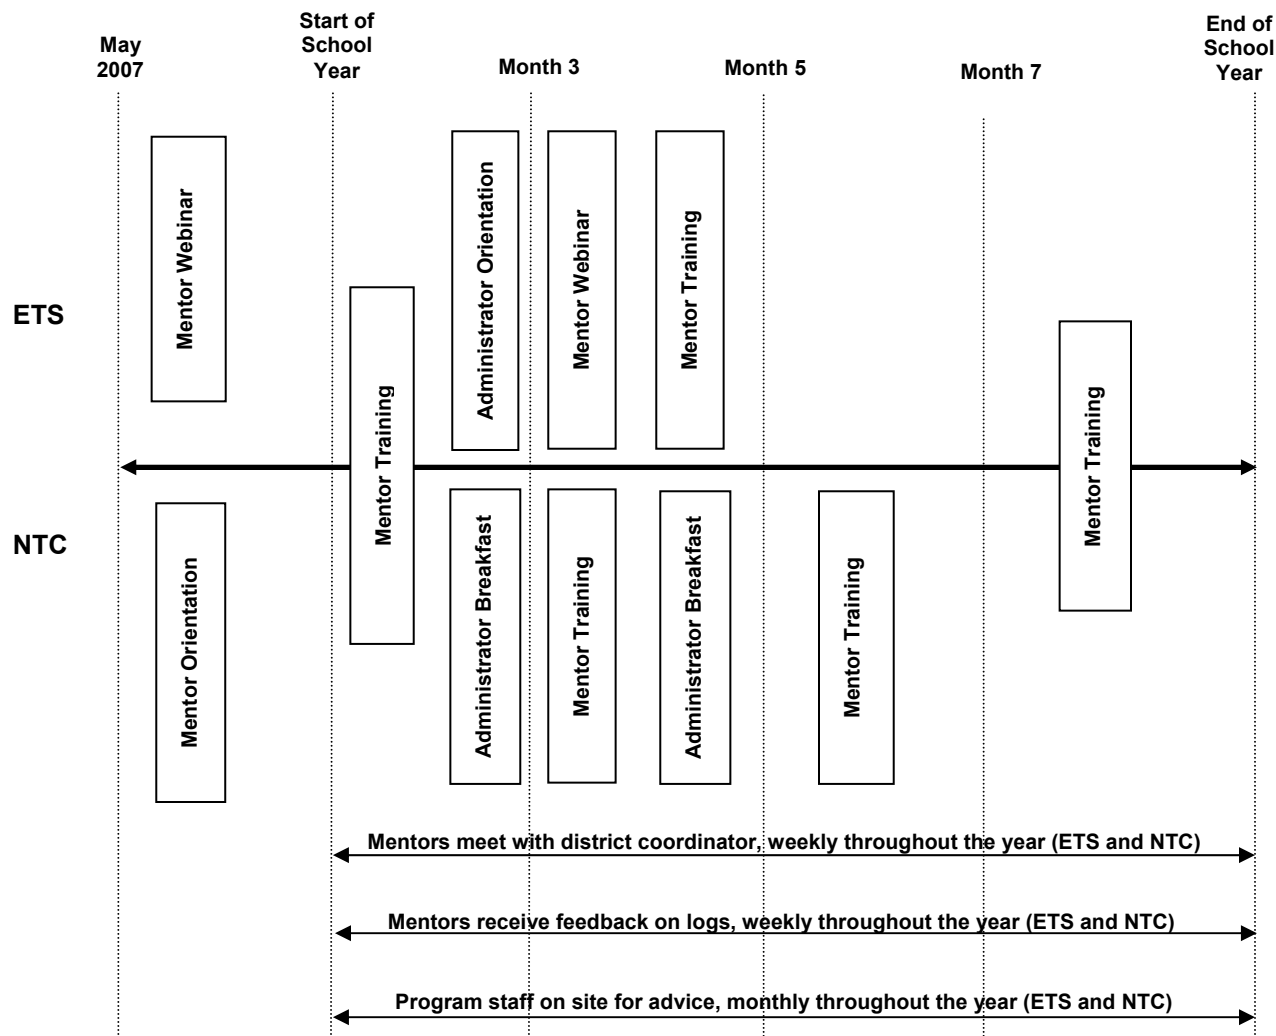 May
2007
Start of
School
Year
Month 3
Month 5
Month 7
End of
School
Year
ETS
Mentor Webinar
Mentor Training
Administrator Orientation
Mentor Webinar
Mentor Training
Mentor Training
NTC
Mentor Orientation
Administrator Breakfast
Mentor Training
Administrator Breakfast
Mentor Training
Mentors meet with district coordinator, weekly throughout the year (ETS and NTC)
Mentors receive feedback on logs, weekly throughout the year (ETS and NTC)
Program staff on site for advice, monthly throughout the year (ETS and NTC)